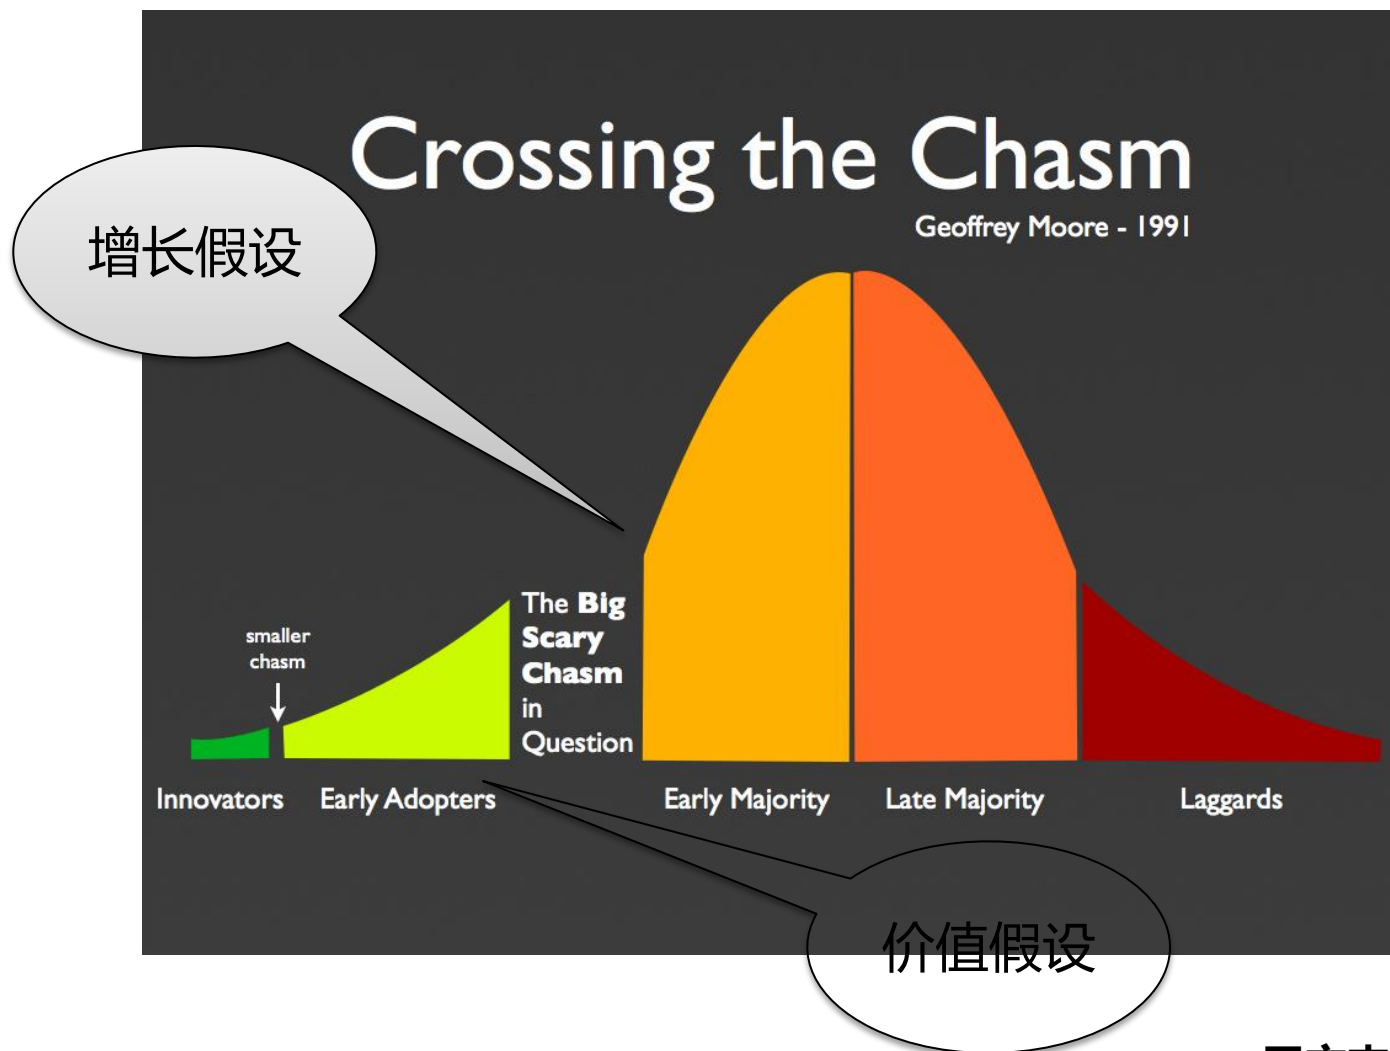 Crossing the Chasm
Geoffrey Moore - 1991
增长假设
The Big
Scary
Chasm
in
Question
smaller
chasm
Innovators
Early Adopters
Early Majority
Late Majority
Laggards
价值假设